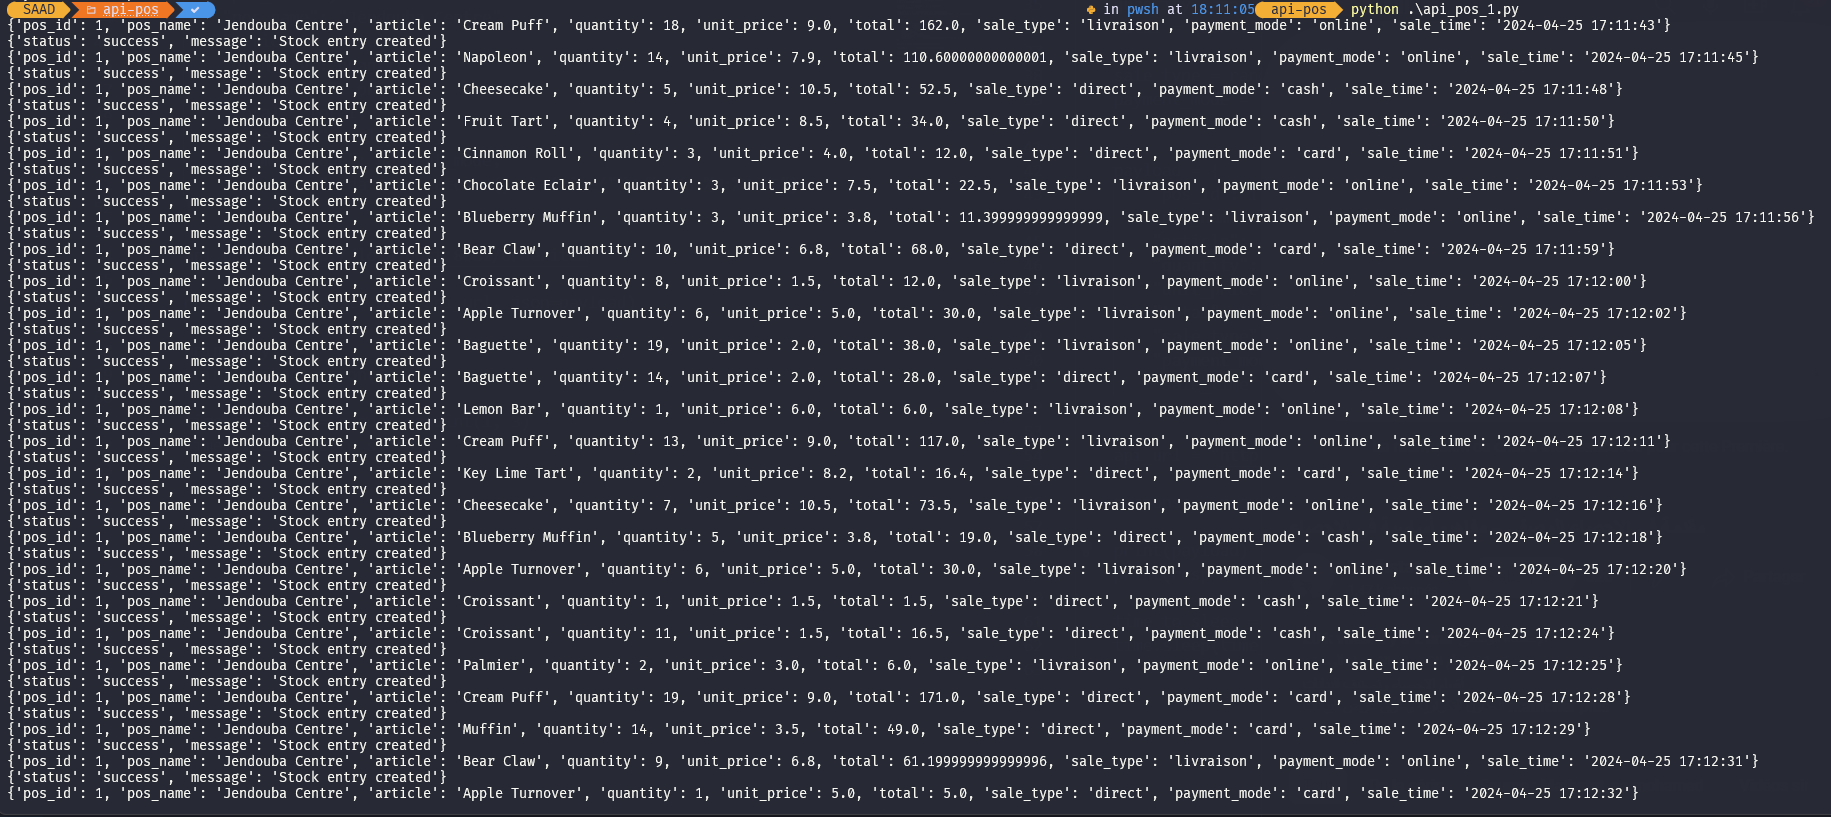 SAAD api-pos ✔ in pwsh at 18:11:05 api-pos python .\api_pos_1.py
{'pos_id': 1, 'pos_name': 'Jendouba Centre', 'article': 'Cream Puff', 'quantity': 18, 'unit_price': 9.0, 'total': 162.0, 'sale_type': 'livraison', 'payment_mode': 'online', 'sale_time': '2024-04-25 17:11:43'}
{'status': 'success', 'message': 'Stock entry created'}
{'pos_id': 1, 'pos_name': 'Jendouba Centre', 'article': 'Napoleon', 'quantity': 14, 'unit_price': 7.9, 'total': 110.60000000000001, 'sale_type': 'livraison', 'payment_mode': 'online', 'sale_time': '2024-04-25 17:11:45'}
{'status': 'success', 'message': 'Stock entry created'}
{'pos_id': 1, 'pos_name': 'Jendouba Centre', 'article': 'Cheesecake', 'quantity': 5, 'unit_price': 10.5, 'total': 52.5, 'sale_type': 'direct', 'payment_mode': 'cash', 'sale_time': '2024-04-25 17:11:48'}
{'status': 'success', 'message': 'Stock entry created'}
{'pos_id': 1, 'pos_name': 'Jendouba Centre', 'article': 'Fruit Tart', 'quantity': 4, 'unit_price': 8.5, 'total': 34.0, 'sale_type': 'direct', 'payment_mode': 'cash', 'sale_time': '2024-04-25 17:11:50'}
{'status': 'success', 'message': 'Stock entry created'}
{'pos_id': 1, 'pos_name': 'Jendouba Centre', 'article': 'Cinnamon Roll', 'quantity': 3, 'unit_price': 4.0, 'total': 12.0, 'sale_type': 'direct', 'payment_mode': 'card', 'sale_time': '2024-04-25 17:11:51'}
{'status': 'success', 'message': 'Stock entry created'}
{'pos_id': 1, 'pos_name': 'Jendouba Centre', 'article': 'Chocolate Eclair', 'quantity': 3, 'unit_price': 7.5, 'total': 22.5, 'sale_type': 'livraison', 'payment_mode': 'online', 'sale_time': '2024-04-25 17:11:53'}
{'status': 'success', 'message': 'Stock entry created'}
{'pos_id': 1, 'pos_name': 'Jendouba Centre', 'article': 'Blueberry Muffin', 'quantity': 3, 'unit_price': 3.8, 'total': 11.399999999999999, 'sale_type': 'livraison', 'payment_mode': 'online', 'sale_time': '2024-04-25 17:11:56'}
{'status': 'success', 'message': 'Stock entry created'}
{'pos_id': 1, 'pos_name': 'Jendouba Centre', 'article': 'Bear Claw', 'quantity': 10, 'unit_price': 6.8, 'total': 68.0, 'sale_type': 'direct', 'payment_mode': 'card', 'sale_time': '2024-04-25 17:11:59'}
{'status': 'success', 'message': 'Stock entry created'}
{'pos_id': 1, 'pos_name': 'Jendouba Centre', 'article': 'Croissant', 'quantity': 8, 'unit_price': 1.5, 'total': 12.0, 'sale_type': 'livraison', 'payment_mode': 'online', 'sale_time': '2024-04-25 17:12:00'}
{'status': 'success', 'message': 'Stock entry created'}
{'pos_id': 1, 'pos_name': 'Jendouba Centre', 'article': 'Apple Turnover', 'quantity': 6, 'unit_price': 5.0, 'total': 30.0, 'sale_type': 'livraison', 'payment_mode': 'online', 'sale_time': '2024-04-25 17:12:02'}
{'status': 'success', 'message': 'Stock entry created'}
{'pos_id': 1, 'pos_name': 'Jendouba Centre', 'article': 'Baguette', 'quantity': 19, 'unit_price': 2.0, 'total': 38.0, 'sale_type': 'livraison', 'payment_mode': 'online', 'sale_time': '2024-04-25 17:12:05'}
{'status': 'success', 'message': 'Stock entry created'}
{'pos_id': 1, 'pos_name': 'Jendouba Centre', 'article': 'Baguette', 'quantity': 14, 'unit_price': 2.0, 'total': 28.0, 'sale_type': 'direct', 'payment_mode': 'card', 'sale_time': '2024-04-25 17:12:07'}
{'status': 'success', 'message': 'Stock entry created'}
{'pos_id': 1, 'pos_name': 'Jendouba Centre', 'article': 'Lemon Bar', 'quantity': 1, 'unit_price': 6.0, 'total': 6.0, 'sale_type': 'livraison', 'payment_mode': 'online', 'sale_time': '2024-04-25 17:12:08'}
{'status': 'success', 'message': 'Stock entry created'}
{'pos_id': 1, 'pos_name': 'Jendouba Centre', 'article': 'Cream Puff', 'quantity': 13, 'unit_price': 9.0, 'total': 117.0, 'sale_type': 'livraison', 'payment_mode': 'online', 'sale_time': '2024-04-25 17:12:11'}
{'status': 'success', 'message': 'Stock entry created'}
{'pos_id': 1, 'pos_name': 'Jendouba Centre', 'article': 'Key Lime Tart', 'quantity': 2, 'unit_price': 8.2, 'total': 16.4, 'sale_type': 'direct', 'payment_mode': 'card', 'sale_time': '2024-04-25 17:12:14'}
{'status': 'success', 'message': 'Stock entry created'}
{'pos_id': 1, 'pos_name': 'Jendouba Centre', 'article': 'Cheesecake', 'quantity': 7, 'unit_price': 10.5, 'total': 73.5, 'sale_type': 'livraison', 'payment_mode': 'online', 'sale_time': '2024-04-25 17:12:16'}
{'status': 'success', 'message': 'Stock entry created'}
{'pos_id': 1, 'pos_name': 'Jendouba Centre', 'article': 'Blueberry Muffin', 'quantity': 5, 'unit_price': 3.8, 'total': 19.0, 'sale_type': 'direct', 'payment_mode': 'cash', 'sale_time': '2024-04-25 17:12:18'}
{'status': 'success', 'message': 'Stock entry created'}
{'pos_id': 1, 'pos_name': 'Jendouba Centre', 'article': 'Apple Turnover', 'quantity': 6, 'unit_price': 5.0, 'total': 30.0, 'sale_type': 'livraison', 'payment_mode': 'online', 'sale_time': '2024-04-25 17:12:20'}
{'status': 'success', 'message': 'Stock entry created'}
{'pos_id': 1, 'pos_name': 'Jendouba Centre', 'article': 'Croissant', 'quantity': 1, 'unit_price': 1.5, 'total': 1.5, 'sale_type': 'direct', 'payment_mode': 'cash', 'sale_time': '2024-04-25 17:12:21'}
{'status': 'success', 'message': 'Stock entry created'}
{'pos_id': 1, 'pos_name': 'Jendouba Centre', 'article': 'Croissant', 'quantity': 11, 'unit_price': 1.5, 'total': 16.5, 'sale_type': 'direct', 'payment_mode': 'cash', 'sale_time': '2024-04-25 17:12:24'}
{'status': 'success', 'message': 'Stock entry created'}
{'pos_id': 1, 'pos_name': 'Jendouba Centre', 'article': 'Palmier', 'quantity': 2, 'unit_price': 3.0, 'total': 6.0, 'sale_type': 'livraison', 'payment_mode': 'online', 'sale_time': '2024-04-25 17:12:25'}
{'status': 'success', 'message': 'Stock entry created'}
{'pos_id': 1, 'pos_name': 'Jendouba Centre', 'article': 'Cream Puff', 'quantity': 19, 'unit_price': 9.0, 'total': 171.0, 'sale_type': 'direct', 'payment_mode': 'card', 'sale_time': '2024-04-25 17:12:28'}
{'status': 'success', 'message': 'Stock entry created'}
{'pos_id': 1, 'pos_name': 'Jendouba Centre', 'article': 'Muffin', 'quantity': 14, 'unit_price': 3.5, 'total': 49.0, 'sale_type': 'direct', 'payment_mode': 'card', 'sale_time': '2024-04-25 17:12:29'}
{'status': 'success', 'message': 'Stock entry created'}
{'pos_id': 1, 'pos_name': 'Jendouba Centre', 'article': 'Bear Claw', 'quantity': 9, 'unit_price': 6.8, 'total': 61.199999999999996, 'sale_type': 'livraison', 'payment_mode': 'online', 'sale_time': '2024-04-25 17:12:31'}
{'status': 'success', 'message': 'Stock entry created'}
{'pos_id': 1, 'pos_name': 'Jendouba Centre', 'article': 'Apple Turnover', 'quantity': 1, 'unit_price': 5.0, 'total': 5.0, 'sale_type': 'direct', 'payment_mode': 'card', 'sale_time': '2024-04-25 17:12:32'}